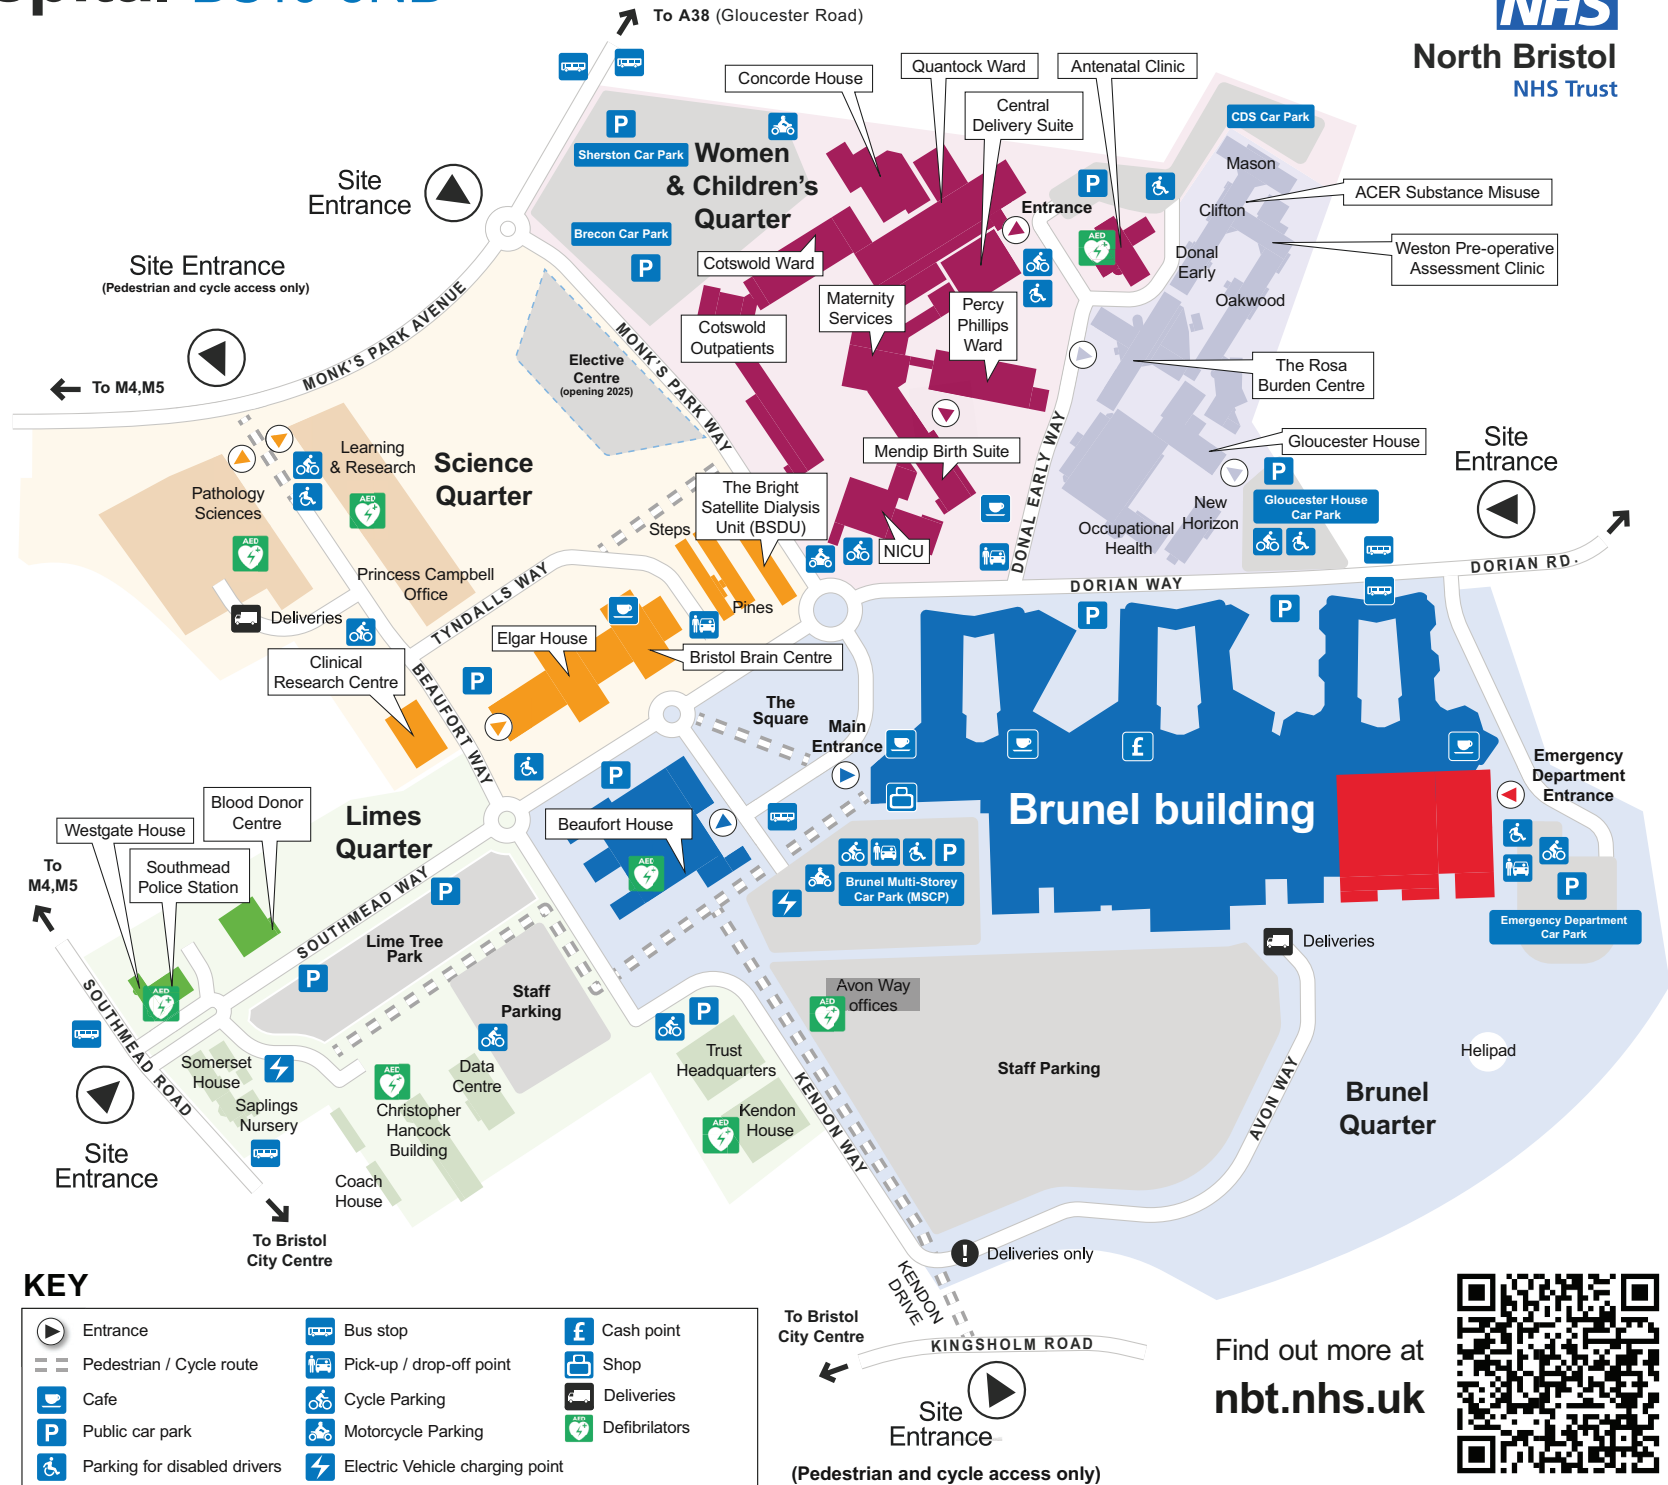 To A38 (Gloucester Road)
NHS
North Bristol
NHS Trust
Concorde House
Quantock Ward
Antenatal Clinic
Central
Delivery Suite
CDS Car Park
Sherston Car Park
Women
& Children's
Quarter
Mason
ACER Substance Misuse
Clifton
Site
Entrance
Entrance
Brecon Car Park
AED
Donal
Early
Weston Pre-operative
Assessment Clinic
Cotswold Ward
Site Entrance
(Pedestrian and cycle access only)
Oakwood
Maternity
Services
Percy
Phillips
Ward
Cotswold
Outpatients
MONK'S PARK AVENUE
MONK'S PARK WAY
Elective
Centre
(opening 2025)
The Rosa
Burden Centre
To M4,M5
DONAL EARLY WAY
Gloucester House
Mendip Birth Suite
Site
Entrance
Learning
& Research
Science
Quarter
Pathology
Sciences
AED
AED
The Bright
Satellite Dialysis
Unit (BSDU)
Steps
New
Horizon
Gloucester House
Car Park
Occupational
Health
NICU
DORIAN WAY
DORIAN RD.
Princess Campbell
Office
TYNDALLS WAY
Pines
Deliveries
Elgar House
Bristol Brain Centre
Clinical
Research Centre
BEAUFORT WAY
The
Square
Main
Entrance
Emergency
Department
Entrance
Brunel building
Blood Donor
Centre
Limes
Quarter
Westgate House
Southmead
Police Station
Beaufort House
AED
Brunel Multi-Storey
Car Park (MSCP)
Emergency Department
Car Park
To
M4,M5
SOUTHMEAD WAY
Lime Tree
Park
Deliveries
Staff
Parking
AED
Avon Way
offices
AED
SOUTHMEAD ROAD
Somerset
House
Data
Centre
Trust
Headquarters
Helipad
Staff Parking
Saplings
Nursery
AED
Christopher
Hancock
Building
Kendon
House
AED
KENDON WAY
AVON WAY
Brunel
Quarter
Site
Entrance
Coach
House
To Bristol
City Centre
Deliveries only
KENDON
DRIVE
To Bristol
City Centre
KINGSHOLM ROAD
Site
Entrance
(Pedestrian and cycle access only)
Find out more at
nbt.nhs.uk
KEY
Entrance
Bus stop
£ Cash point
Pedestrian / Cycle route
Pick-up / drop-off point
Shop
Cafe
Cycle Parking
Deliveries
P Public car park
Motorcycle Parking
AED Defibrilators
Parking for disabled drivers
Electric Vehicle charging point